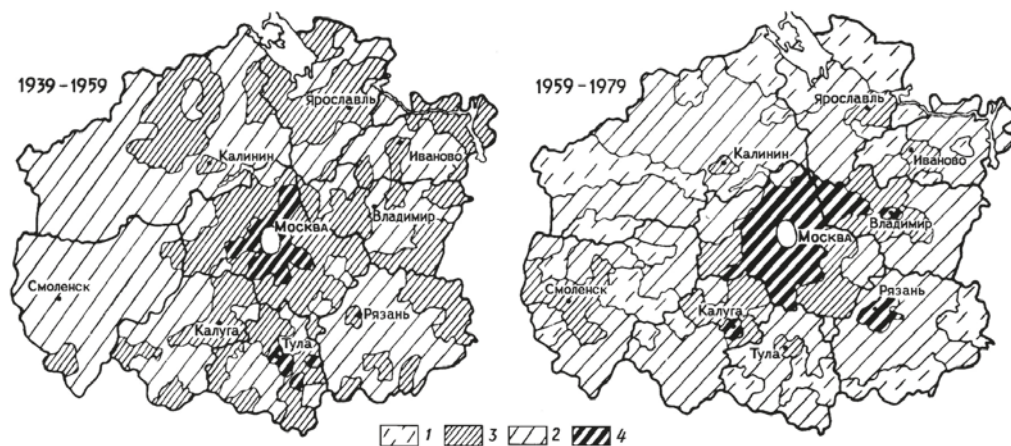 1939-1959
Ярославль
Калинин
Иваново
Владимир
Москва
Смоленск
Рязань
Калуга
Тула
1959-1979
Ярославль
Калинин
Иваново
Владимир
Москва
Смоленск
Рязань
Калуга
Тула
1 3 2 4